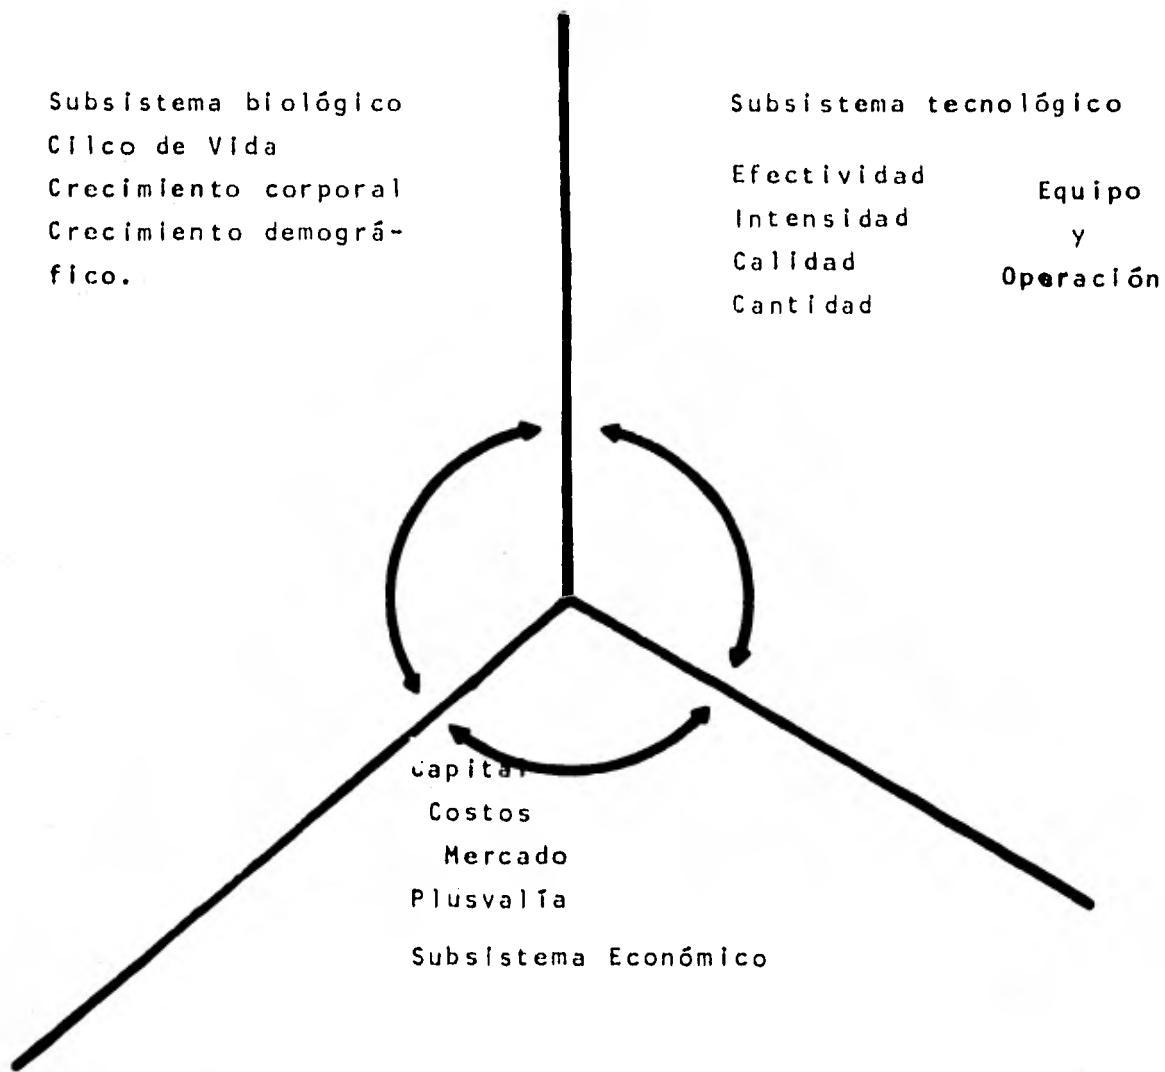 Subsistema biológico
Cilco de Vida
Crecimiento corporal
Crecimiento demográ-
fico.
Subsistema tecnológico
Efectividad
Intensidad
Calidad
Cantidad
Equipo
y
Operación
Capital
Costos
Mercado
Plusvalía
Subsistema Económico